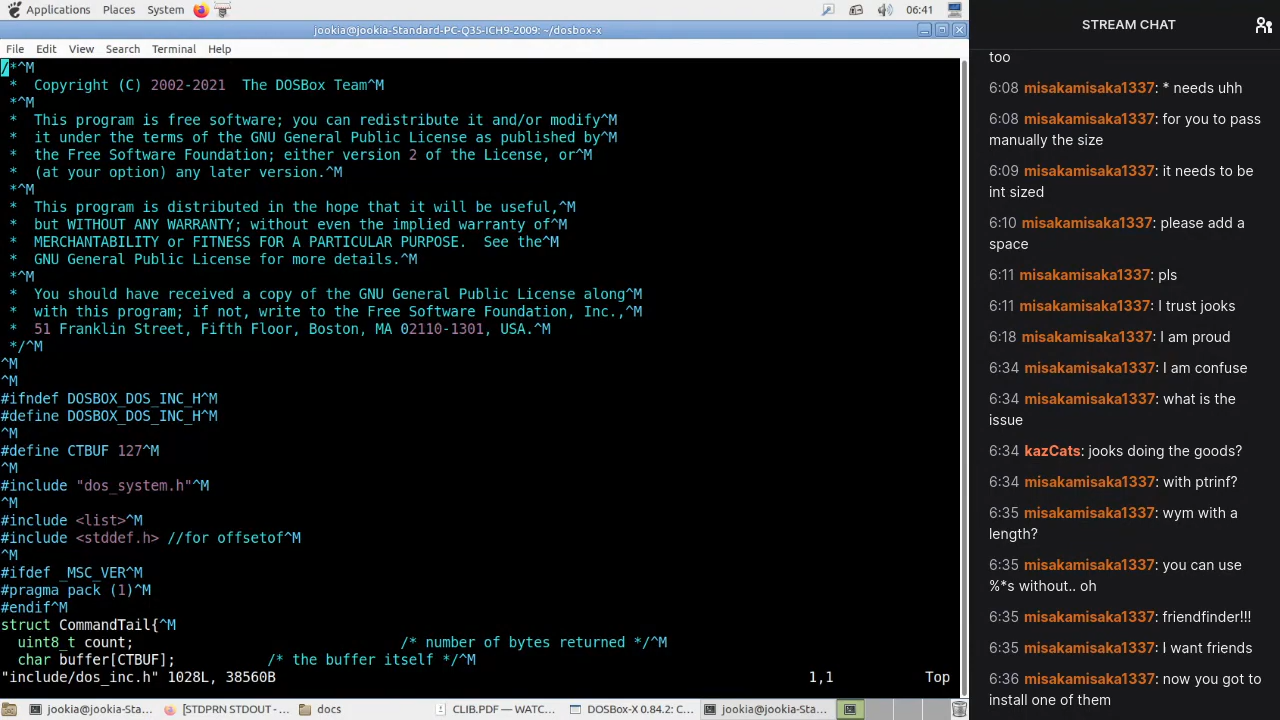 Applications Places System 06:41
jookia@jookia-Standard-PC-Q35-ICH9-2009: ~/dosbox-x
File Edit View Search Terminal Help
/*^M
 *  Copyright (C) 2002-2021  The DOSBox Team^M
 *^M
 *  This program is free software; you can redistribute it and/or modify^M
 *  it under the terms of the GNU General Public License as published by^M
 *  the Free Software Foundation; either version 2 of the License, or^M
 *  (at your option) any later version.^M
 *^M
 *  This program is distributed in the hope that it will be useful,^M
 *  but WITHOUT ANY WARRANTY; without even the implied warranty of^M
 *  MERCHANTABILITY or FITNESS FOR A PARTICULAR PURPOSE.  See the^M
 *  GNU General Public License for more details.^M
 *^M
 *  You should have received a copy of the GNU General Public License along^M
 *  with this program; if not, write to the Free Software Foundation, Inc.,^M
 *  51 Franklin Street, Fifth Floor, Boston, MA 02110-1301, USA.^M
 */^M
^M
^M
#ifndef DOSBOX_DOS_INC_H^M
#define DOSBOX_DOS_INC_H^M
^M
#define CTBUF 127^M
^M
#include "dos_system.h"^M
^M
#include <list>^M
#include <stddef.h> //for offsetof^M
^M
#ifdef _MSC_VER^M
#pragma pack (1)^M
#endif^M
struct CommandTail{^M
  uint8_t count;                                /* number of bytes returned */^M
  char buffer[CTBUF];           /* the buffer itself */^M
"include/dos_inc.h" 1028L, 38560B 1,1 Top
jookia@jookia-Sta... [STDPRN STDOUT - ... docs CLIB.PDF — WATC... DOSBox-X 0.84.2: C... jookia@jookia-Sta...
STREAM CHAT
too
6:08 misakamisaka1337: * needs uhh
6:08 misakamisaka1337: for you to pass
manually the size
6:09 misakamisaka1337: it needs to be
int sized
6:10 misakamisaka1337: please add a
space
6:11 misakamisaka1337: pls
6:11 misakamisaka1337: I trust jooks
6:18 misakamisaka1337: I am proud
6:34 misakamisaka1337: I am confuse
6:34 misakamisaka1337: what is the
issue
6:34 kazCats: jooks doing the goods?
6:34 misakamisaka1337: with ptrinf?
6:35 misakamisaka1337: wym with a
length?
6:35 misakamisaka1337: you can use
%*s without.. oh
6:35 misakamisaka1337: friendfinder!!!
6:35 misakamisaka1337: I want friends
6:36 misakamisaka1337: now you got to
install one of them